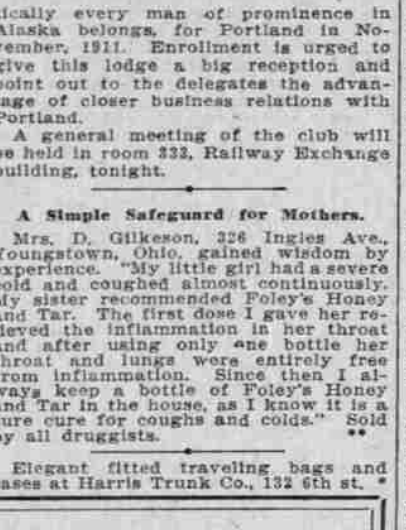 ically every man of prominence in
Alaska belongs, for Portland in No-
vember, 1911. Enrollment is urged to
give this lodge a big reception and
point out to the delegates the advan-
tage of closer business relations with
Portland.
A general meeting of the club will
be held in room 333, Railway Exchange
building, tonight.
A Simple Safeguard for Mothers.
Mrs. D. Gilkeson, 326 Ingles Ave.,
Youngstown, Ohio, gained wisdom by
experience. "My little girl had a severe
cold and coughed almost continuously.
My sister recommended Foley's Honey
and Tar. The first dose I gave her re-
lieved the inflammation in her throat
and after using only one bottle her
throat and lungs were entirely free
from inflammation. Since then I al-
ways keep a bottle of Foley's Honey
and Tar in the house, as I know it is a
sure cure for coughs and colds." Sold
by all druggists. **
Elegant fitted traveling bags and
cases at Harris Trunk Co., 132 6th st. *